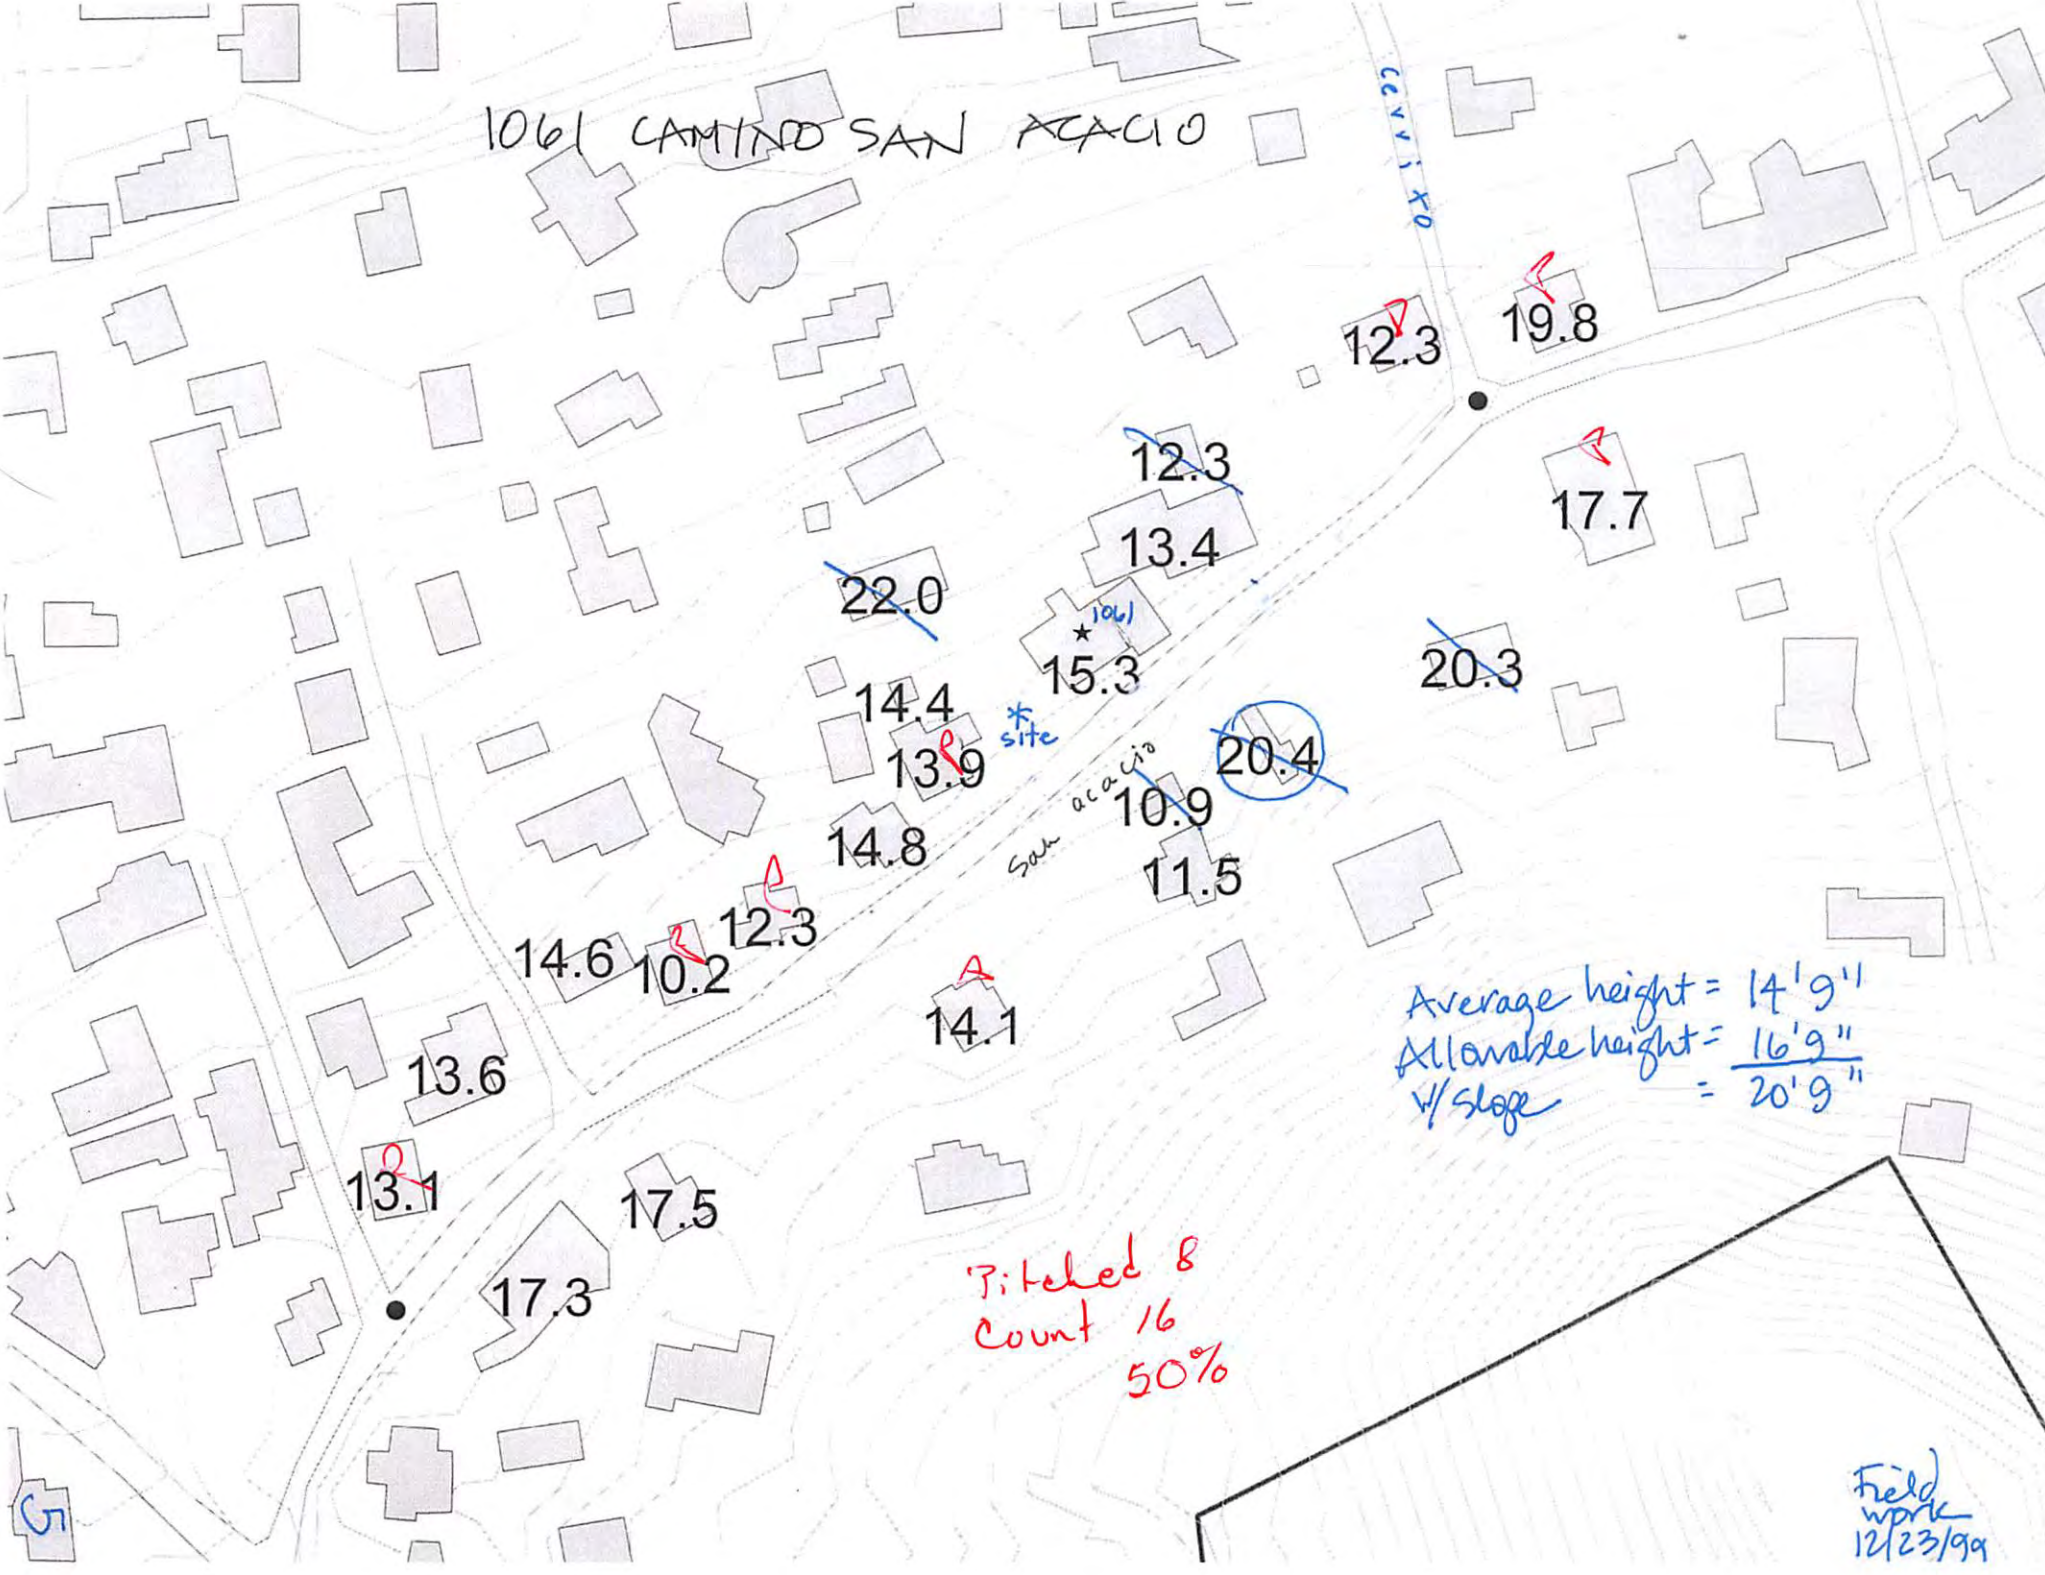 1061 CAMINO SAN ACACIO
Cerrixo
19.8
12.3
12.3
17.7
13.4
22.0
1061
15.3
20.3
14.4
*
site
13.9
20.4
san acacio
10.9
14.8
11.5
12.3
14.6
10.2
14.1
Average height = 14'9"
Allowable height = 16'9"
w/ slope = 20'9"
13.6
13.1
17.5
17.3
Pitched 8
Count 16
50%
Field
work
12/23/99
5